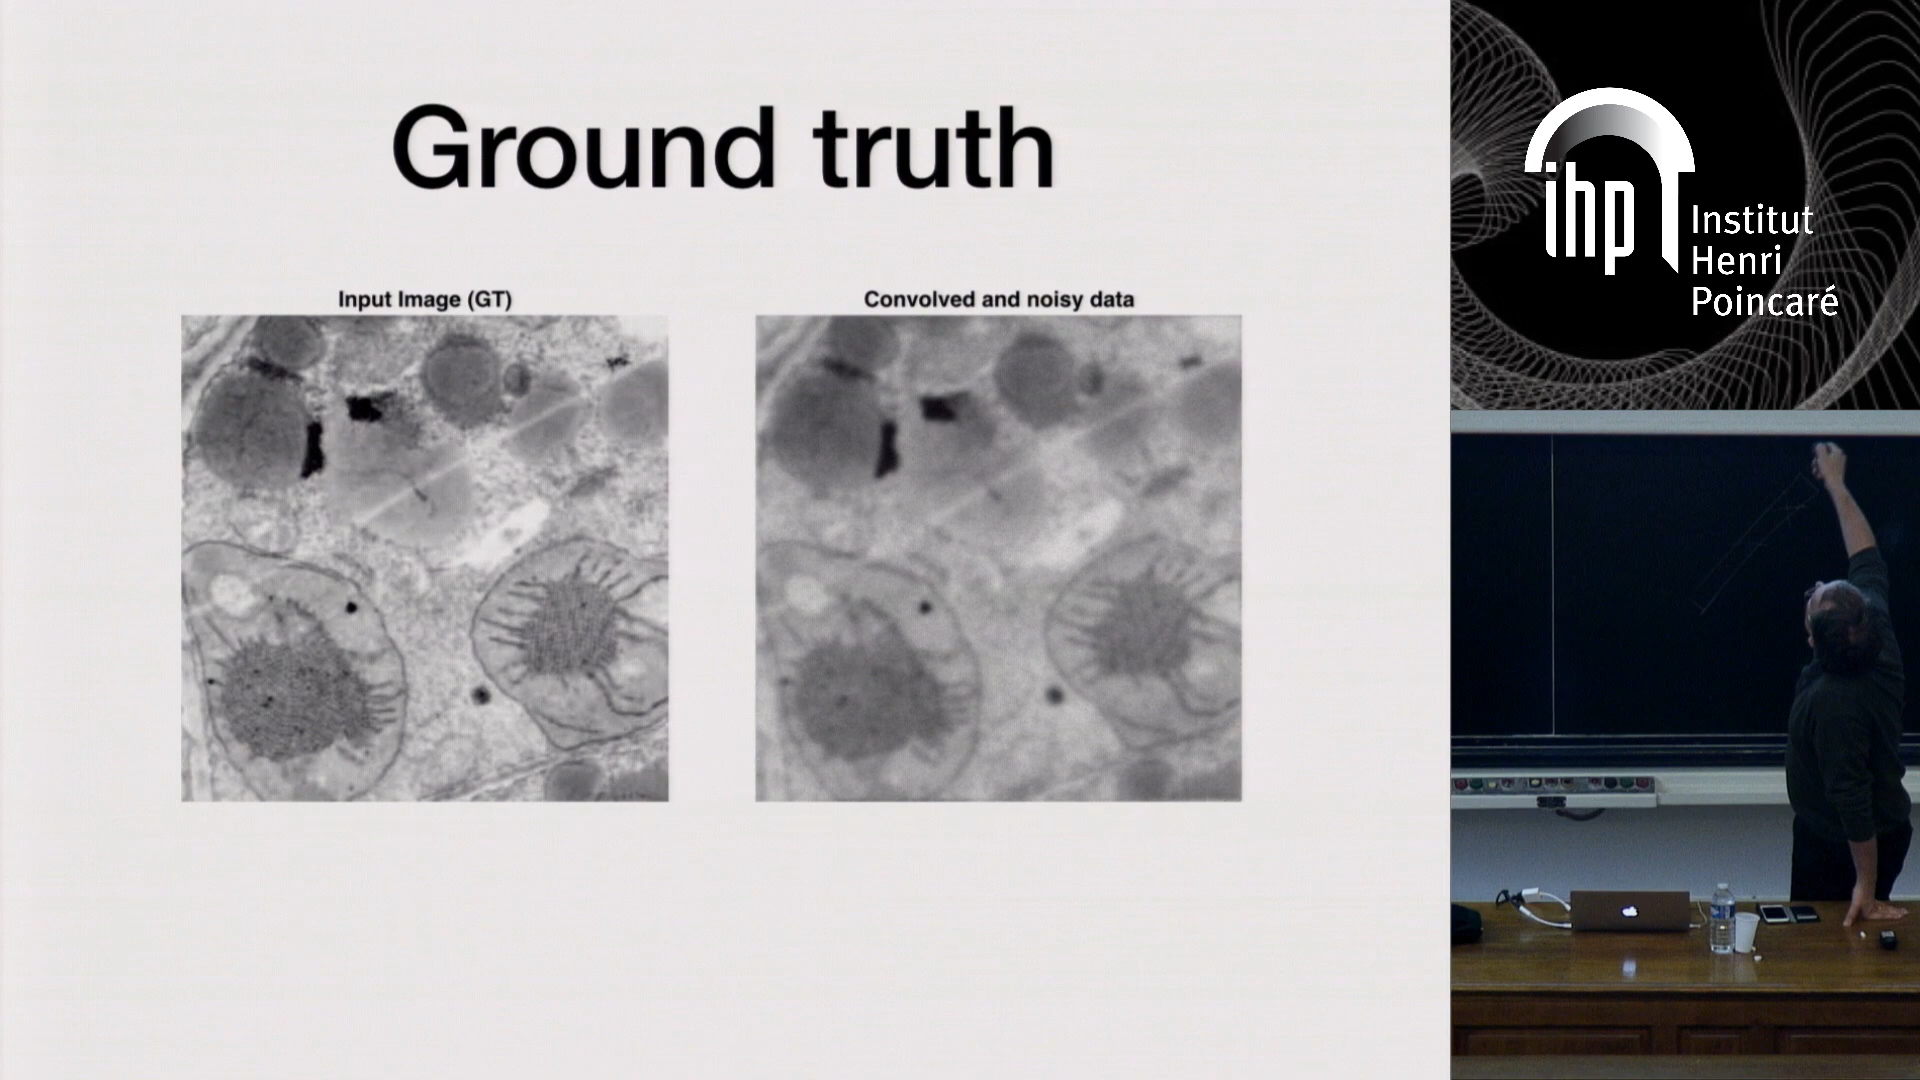 Ground truth
Input Image (GT)
Convolved and noisy data
ihp
Institut
Henri
Poincaré